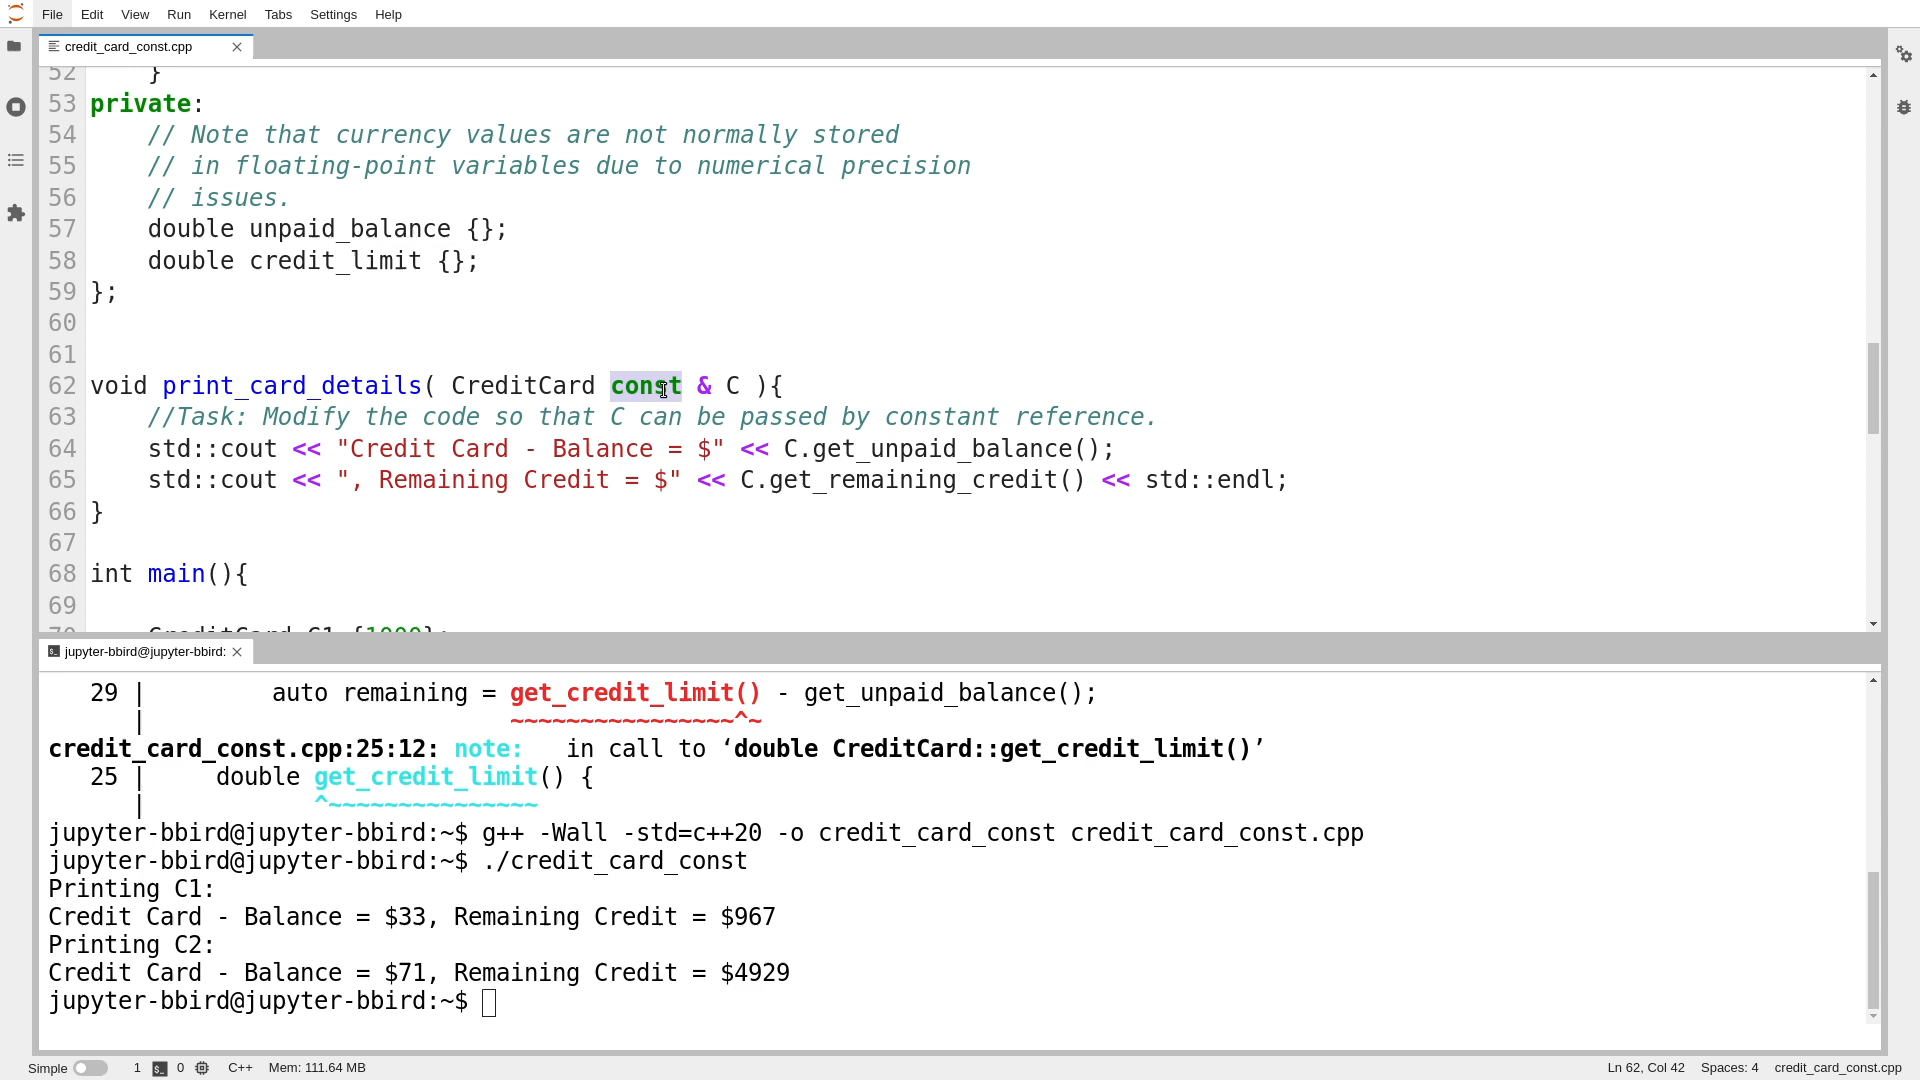 File Edit View Run Kernel Tabs Settings Help
credit_card_const.cpp
52     }
53 private:
54     // Note that currency values are not normally stored
55     // in floating-point variables due to numerical precision
56     // issues.
57     double unpaid_balance {};
58     double credit_limit {};
59 };
60
61
62 void print_card_details( CreditCard const & C ){
63     //Task: Modify the code so that C can be passed by constant reference.
64     std::cout << "Credit Card - Balance = $" << C.get_unpaid_balance();
65     std::cout << ", Remaining Credit = $" << C.get_remaining_credit() << std::endl;
66 }
67
68 int main(){
69
70     CreditCard C1 {1000};
jupyter-bbird@jupyter-bbird:
29 |         auto remaining = get_credit_limit() - get_unpaid_balance();
|                          ~~~~~~~~~~~~~~~~^~
credit_card_const.cpp:25:12: note:   in call to ‘double CreditCard::get_credit_limit()’
25 |     double get_credit_limit() {
|            ^~~~~~~~~~~~~~~~
jupyter-bbird@jupyter-bbird:~$ g++ -Wall -std=c++20 -o credit_card_const credit_card_const.cpp
jupyter-bbird@jupyter-bbird:~$ ./credit_card_const
Printing C1:
Credit Card - Balance = $33, Remaining Credit = $967
Printing C2:
Credit Card - Balance = $71, Remaining Credit = $4929
jupyter-bbird@jupyter-bbird:~$
Simple 1 $_ 0 C++ Mem: 111.64 MB Ln 62, Col 42 Spaces: 4 credit_card_const.cpp